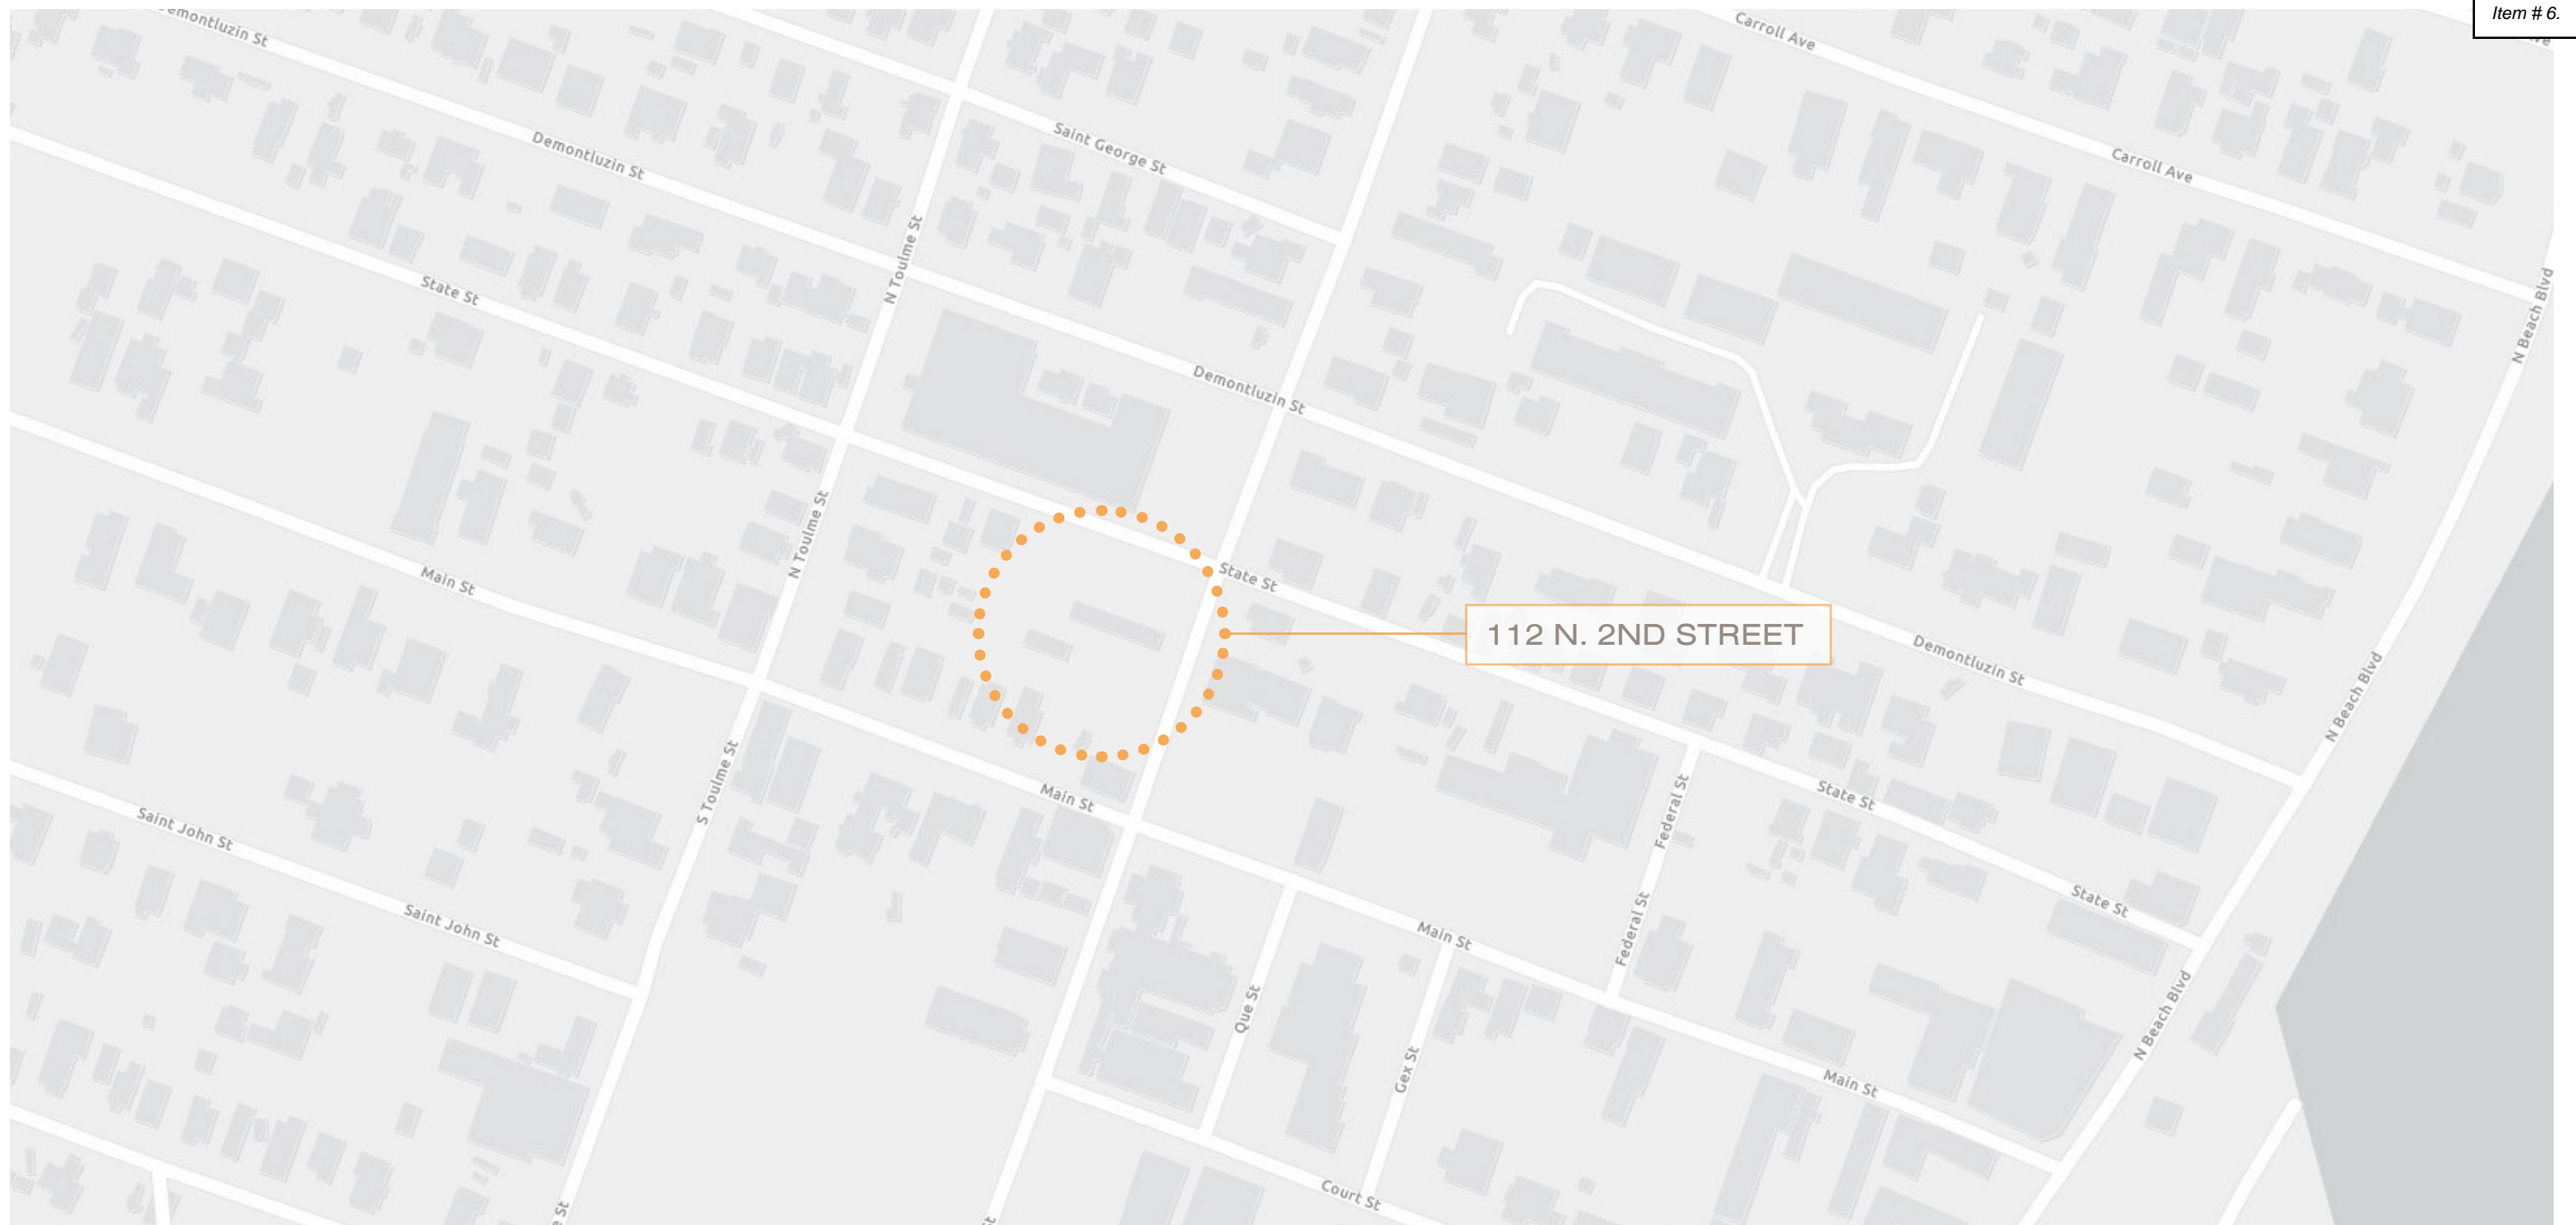 Item # 6.
Carroll Ave
Demontluzin St
Saint George St
Demontluzin St
Carroll Ave
N Toulme St
State St
N Beach Blvd
Demontluzin St
N Toulme St
State St
Main St
112 N. 2ND STREET
Demontluzin St
N Beach Blvd
S Toulme St
Main St
Federal St
State St
Saint John St
State St
Saint John St
Main St
Federal St
Que St
N Beach Blvd
Gex St
Main St
Court St